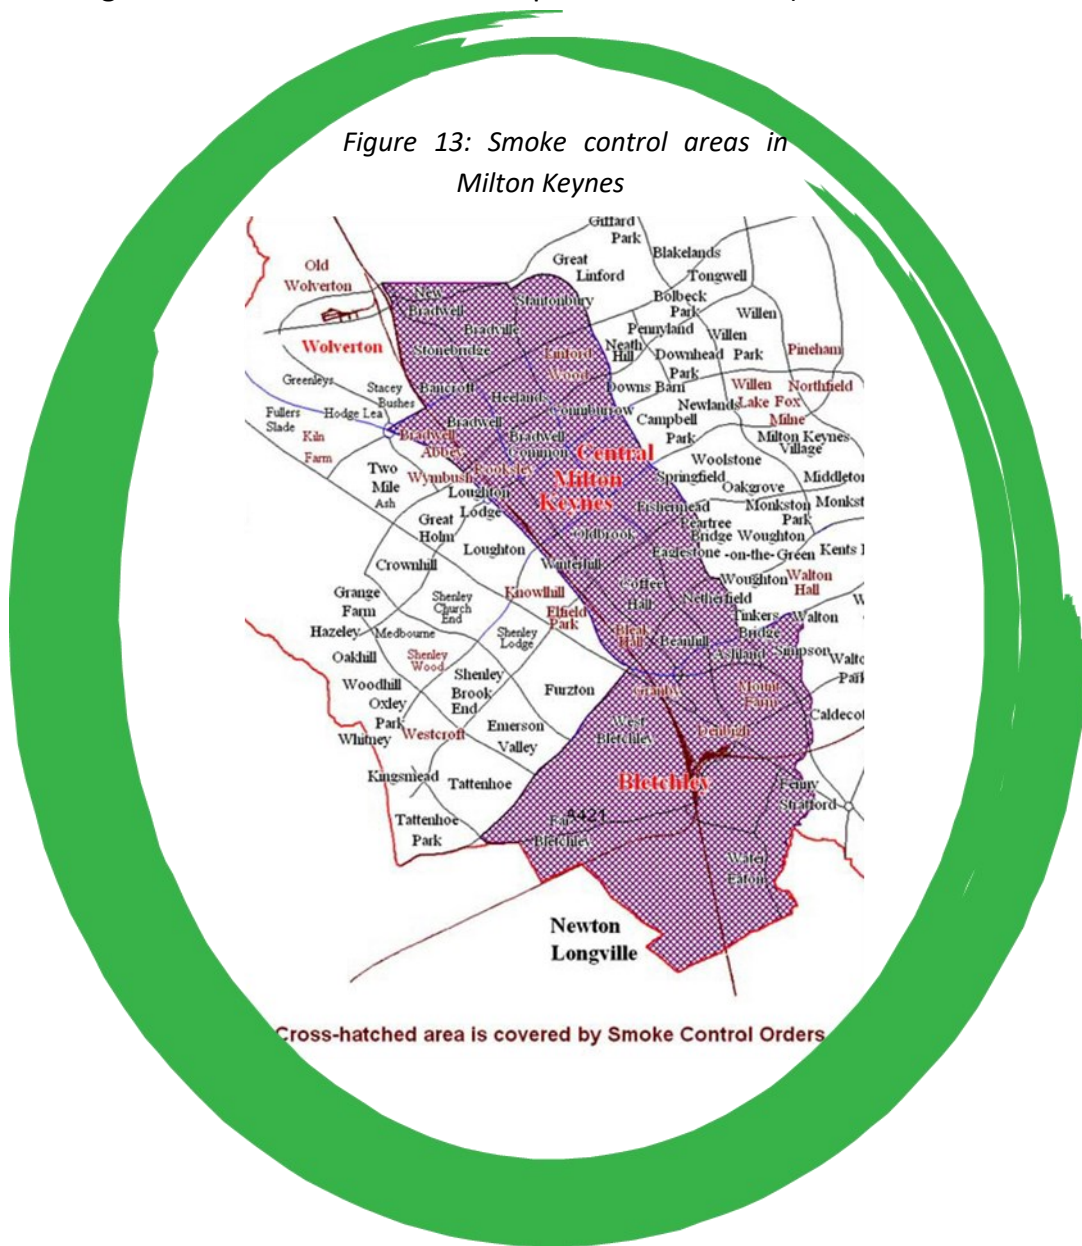 Figure 13: Smoke control areas in
Milton Keynes
Giffard
Park
Blakelands
Great
Linford
Tongwell
Old
Wolverton
New
Bradwell
Stantonbury
Bolbeck
Park
Willen
Bradville
Pennyland
Willen
Park
Wolverton
Stonebridge
Linford
Wood
Neath
Hill
Downhead
Park
Pineham
Greenleys
Stacey
Bushes
Bancroft
Heelands
Downs Barn
Willen
Lake
Northfield
Fox
Milne
Fullers
Slade
Hodge Lea
Conniburrow
Newlands
Campbell
Park
Kiln
Farm
Bradwell
Bradwell
Abbey
Bradwell
Common
Central
Milton
Keynes
Milton Keynes
Village
Woolstone
Two
Mile
Ash
Wymbush
Rooksley
Springfield
Oakgrove
Middleton
Loughton
Lodge
Fishermead
Monkston
Park
Monkst
Great
Holm
Peartree
Bridge
Woughton
-on-the-Green
Oldbrook
Loughton
Eaglestone
Kents
Crownhill
Winterhill
Coffee
Hall
Woughton
Walton
Hall
Grange
Farm
Shenley
Church
End
Knowlhill
Elfield
Park
Netherfield
Tinkers
Bridge
Walton
W
Hazeley
Medbourne
Shenley
Lodge
Bleak
Hall
Beanhill
Ashland
Simpson
Walto
Park
Oakhill
Shenley
Wood
Woodhill
Shenley
Brook
End
Furzton
Granby
Mount
Farm
Oxley
Park
West
Bletchley
Caldecot
Whitney
Westcroft
Emerson
Valley
Denbigh
Kingsmead
Tattenhoe
Bletchley
Fenny
Stratford
Tattenhoe
Park
A421
Far
Bletchley
Water
Eaton
Newton
Longville
Cross-hatched area is covered by Smoke Control Orders